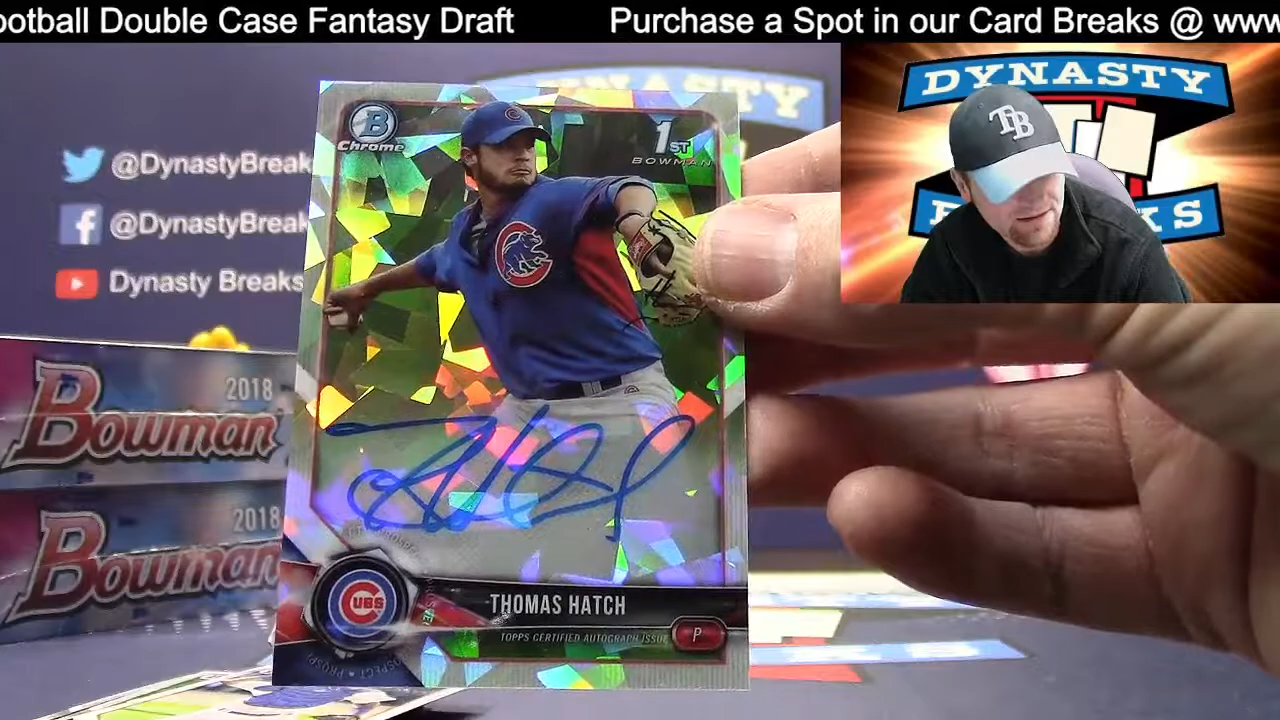 ootball Double Case Fantasy Draft Purchase a Spot in our Card Breaks @ www
DYNASTY
TB
KS
@DynastyBreak
@DynastyBreak
Dynasty Breaks
B
Chrome
1ST
BOWMAN
C
2018
Bowman
2018
Bowman
CUBS
THOMAS HATCH
TOPPS CERTIFIED AUTOGRAPH ISSUE
P